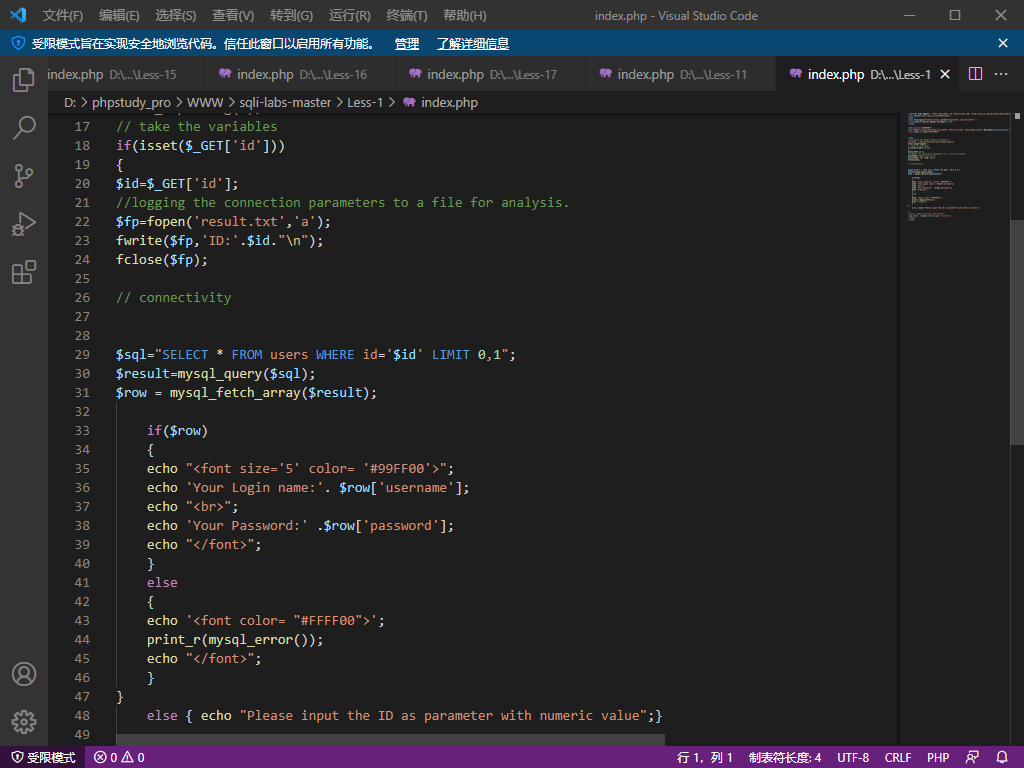 文件(F) 编辑(E) 选择(S) 查看(V) 转到(G) 运行(R) 终端(T) 帮助(H) index.php - Visual Studio Code
受限模式旨在实现安全地浏览代码。信任此窗口以启用所有功能。 管理 了解详细信息
index.php D:\...\Less-15 index.php D:\...\Less-16 index.php D:\...\Less-17 index.php D:\...\Less-11 index.php D:\...\Less-1
D: > phpstudy_pro > WWW > sqli-labs-master > Less-1 > index.php
17 // take the variables
18 if(isset($_GET['id']))
19 {
20 $id=$_GET['id'];
21 //logging the connection parameters to a file for analysis.
22 $fp=fopen('result.txt','a');
23 fwrite($fp,'ID:'.$id."\n");
24 fclose($fp);
25
26 // connectivity
27
28
29 $sql="SELECT * FROM users WHERE id='$id' LIMIT 0,1";
30 $result=mysql_query($sql);
31 $row = mysql_fetch_array($result);
32
33 if($row)
34 {
35 echo "<font size='5' color= '#99FF00'>";
36 echo 'Your Login name:'. $row['username'];
37 echo "<br>";
38 echo 'Your Password:' .$row['password'];
39 echo "</font>";
40 }
41 else
42 {
43 echo '<font color= "#FFFF00">';
44 print_r(mysql_error());
45 echo "</font>";
46 }
47 }
48 else { echo "Please input the ID as parameter with numeric value";}
49
受限模式 0 0 行 1，列 1 制表符长度: 4 UTF-8 CRLF PHP